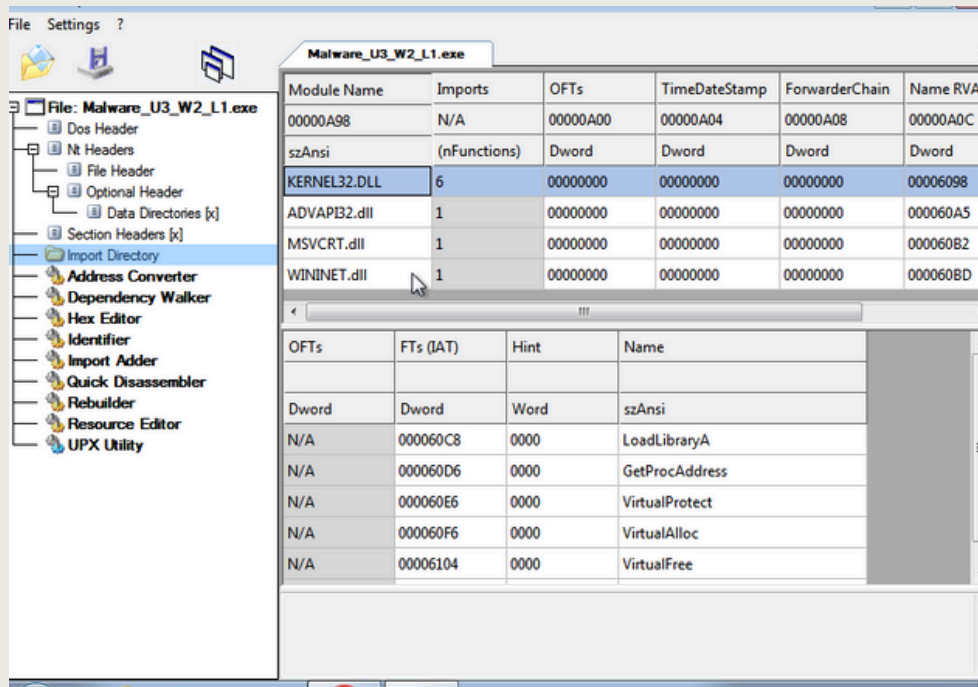 File Settings ?
Malware_U3_W2_L1.exe
File: Malware_U3_W2_L1.exe
Dos Header
Nt Headers
File Header
Optional Header
Data Directories [x]
Section Headers [x]
Import Directory
Address Converter
Dependency Walker
Hex Editor
Identifier
Import Adder
Quick Disassembler
Rebuilder
Resource Editor
UPX Utility
Module Name Imports OFTs TimeDateStamp ForwarderChain Name RVA
00000A98 N/A 00000A00 00000A04 00000A08 00000A0C
szAnsi (nFunctions) Dword Dword Dword Dword
KERNEL32.DLL 6 00000000 00000000 00000000 00006098
ADVAPI32.dll 1 00000000 00000000 00000000 000060A5
MSVCRT.dll 1 00000000 00000000 00000000 000060B2
WININET.dll 1 00000000 00000000 00000000 000060BD
OFTs FTs (IAT) Hint Name
Dword Dword Word szAnsi
N/A 000060C8 0000 LoadLibraryA
N/A 000060D6 0000 GetProcAddress
N/A 000060E6 0000 VirtualProtect
N/A 000060F6 0000 VirtualAlloc
N/A 00006104 0000 VirtualFree